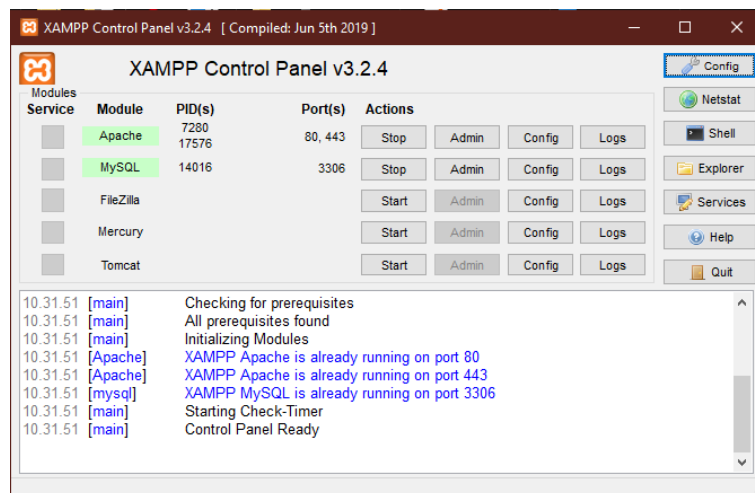 XAMPP Control Panel v3.2.4 [ Compiled: Jun 5th 2019 ]
XAMPP Control Panel v3.2.4
Config
Modules
Netstat
Service Module PID(s) Port(s) Actions
Apache 7280 17576 80, 443 Stop Admin Config Logs
Shell
MySQL 14016 3306 Stop Admin Config Logs
Explorer
FileZilla Start Admin Config Logs
Services
Mercury Start Admin Config Logs
Help
Tomcat Start Admin Config Logs
Quit
10.31.51 [main] Checking for prerequisites
10.31.51 [main] All prerequisites found
10.31.51 [main] Initializing Modules
10.31.51 [Apache] XAMPP Apache is already running on port 80
10.31.51 [Apache] XAMPP Apache is already running on port 443
10.31.51 [mysql] XAMPP MySQL is already running on port 3306
10.31.51 [main] Starting Check-Timer
10.31.51 [main] Control Panel Ready